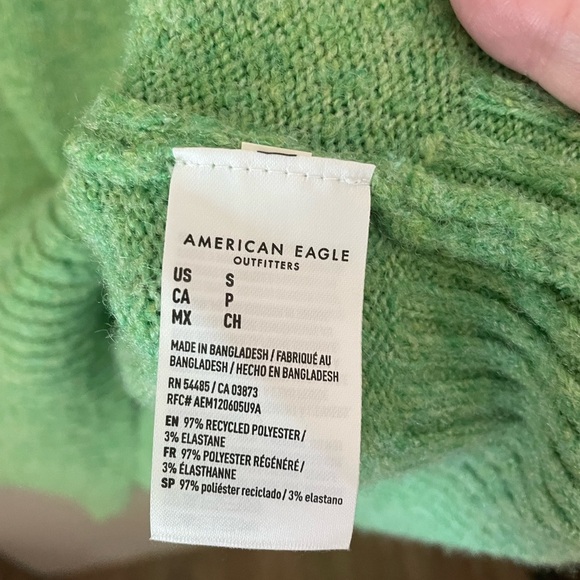 AMERICAN EAGLE
OUTFITTERS
US S
CA P
MX CH
MADE IN BANGLADESH / FABRIQUÉ AU
BANGLADESH / HECHO EN BANGLADESH
RN 54485 / CA 03873
RFC# AEM120605U9A
EN 97% RECYCLED POLYESTER /
3% ELASTANE
FR 97% POLYESTER RÉGÉNÉRÉ /
3% ÉLASTHANNE
SP 97% poliéster reciclado / 3% elastano